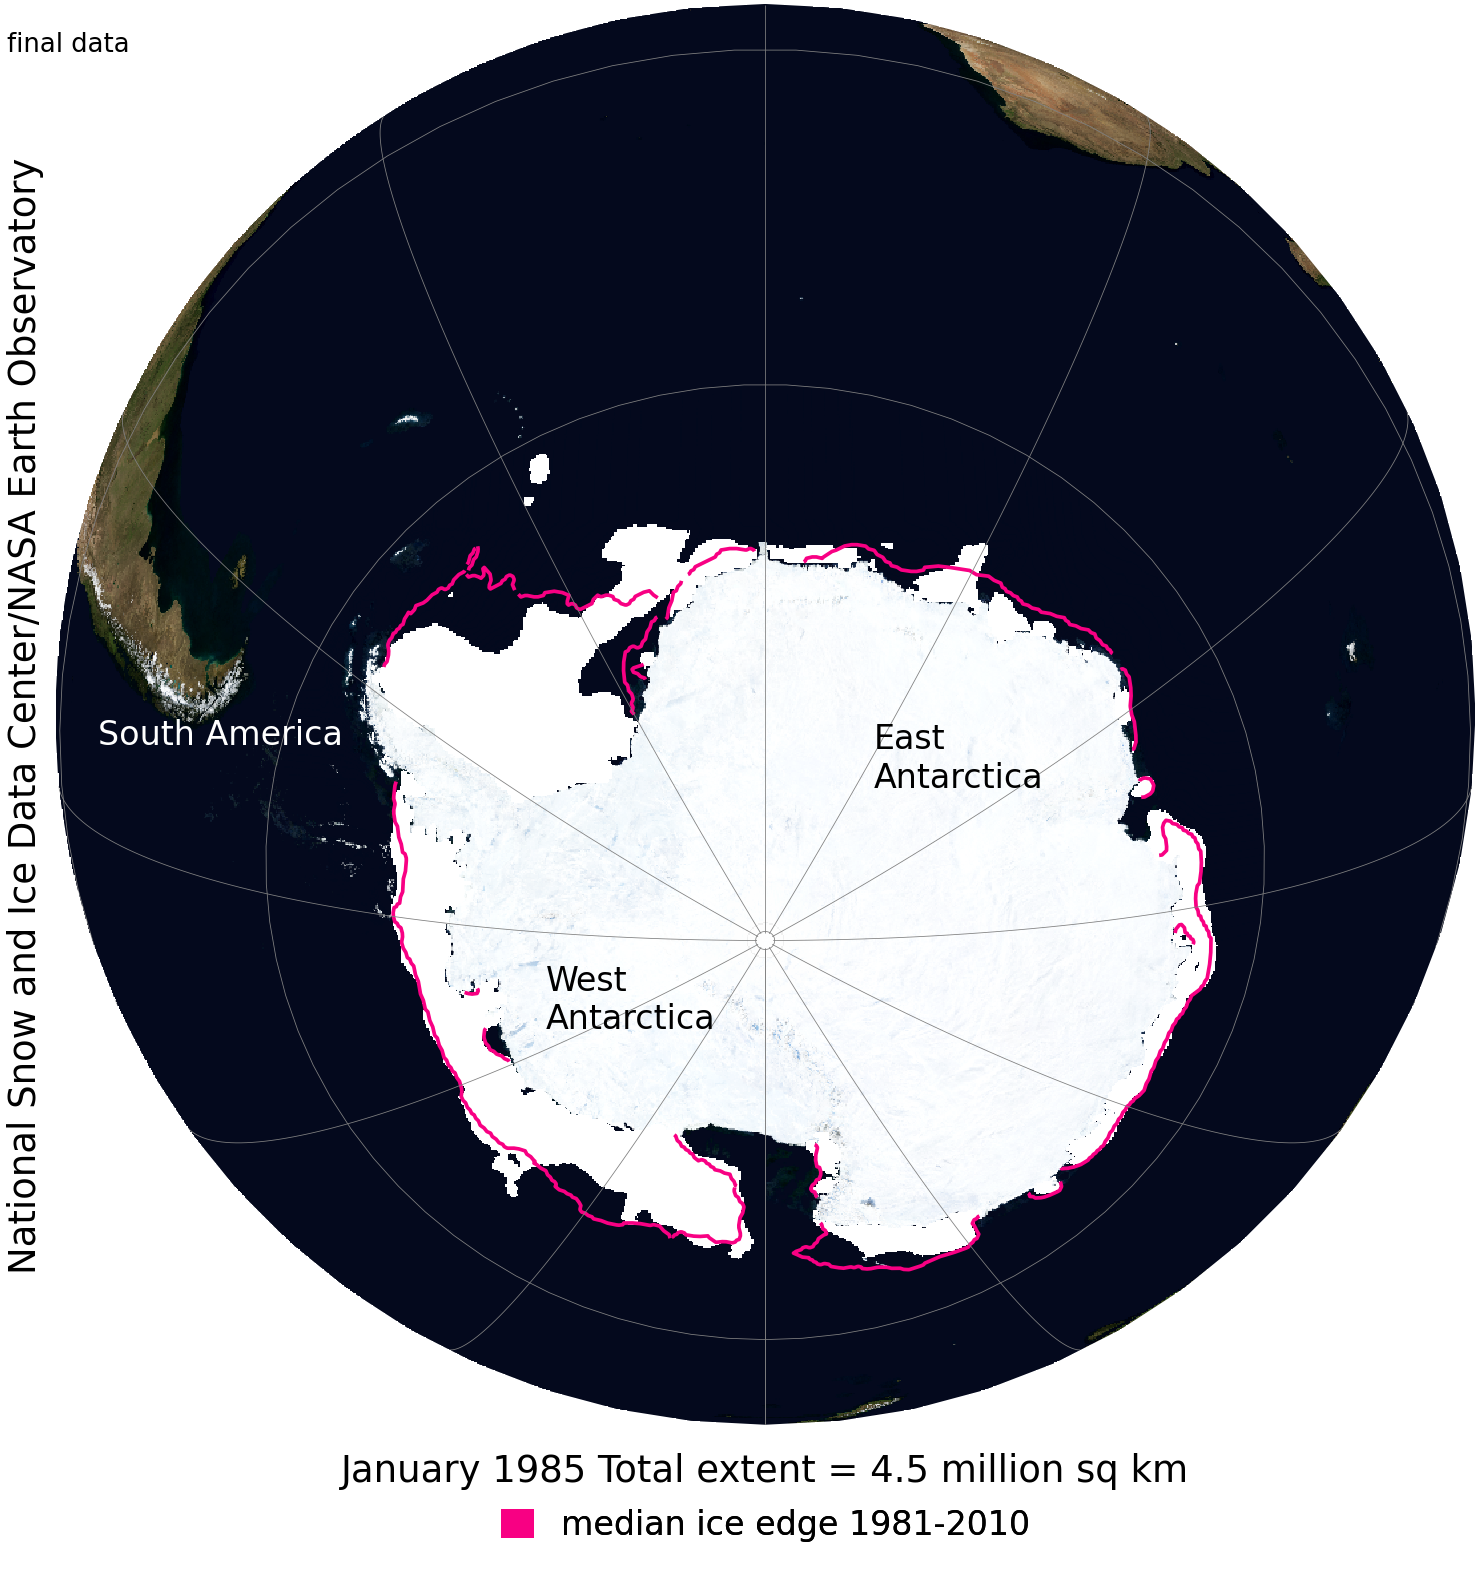 final data
National Snow and Ice Data Center/NASA Earth Observatory
South America
East
Antarctica
West
Antarctica
January 1985 Total extent = 4.5 million sq km
median ice edge 1981-2010